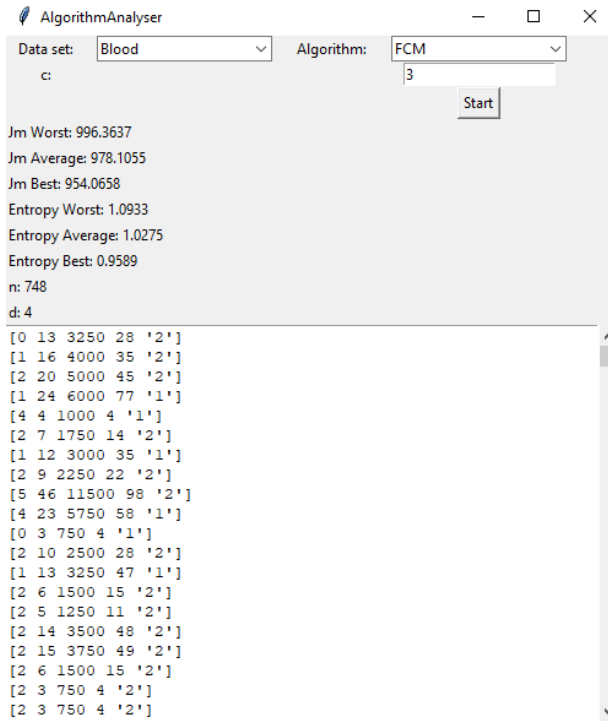 AlgorithmAnalyser
Data set: Blood Algorithm: FCM
c: 3
Start
Jm Worst: 996.3637
Jm Average: 978.1055
Jm Best: 954.0658
Entropy Worst: 1.0933
Entropy Average: 1.0275
Entropy Best: 0.9589
n: 748
d: 4
[0 13 3250 28 '2']
[1 16 4000 35 '2']
[2 20 5000 45 '2']
[1 24 6000 77 '1']
[4 4 1000 4 '1']
[2 7 1750 14 '2']
[1 12 3000 35 '1']
[2 9 2250 22 '2']
[5 46 11500 98 '2']
[4 23 5750 58 '1']
[0 3 750 4 '1']
[2 10 2500 28 '2']
[1 13 3250 47 '1']
[2 6 1500 15 '2']
[2 5 1250 11 '2']
[2 14 3500 48 '2']
[2 15 3750 49 '2']
[2 6 1500 15 '2']
[2 3 750 4 '2']
[2 3 750 4 '2']